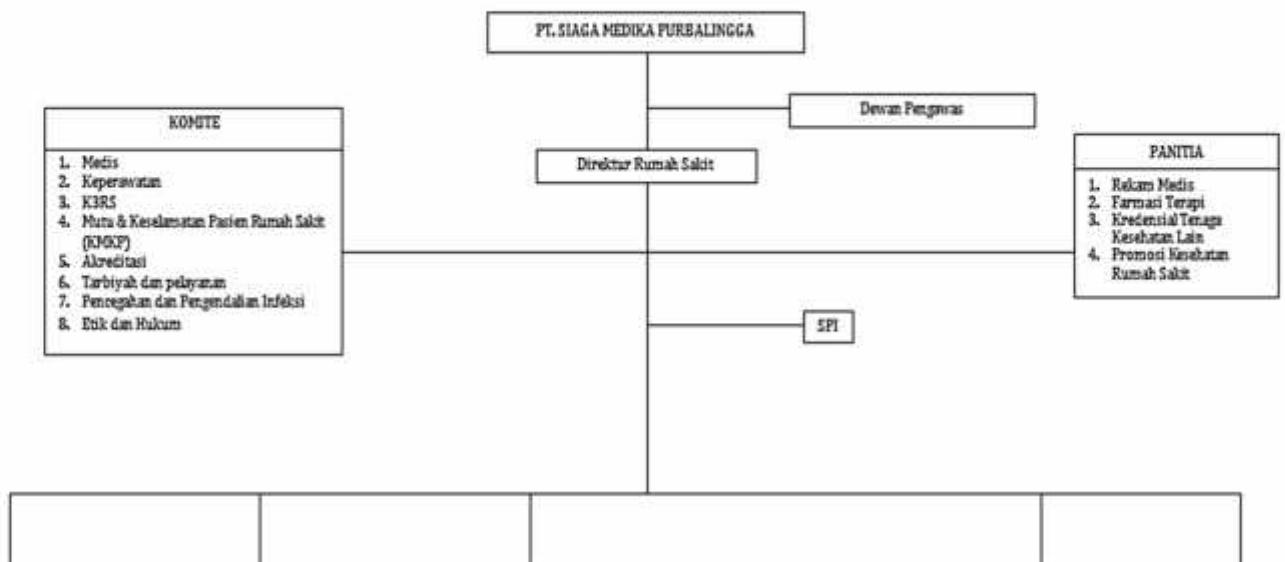 PT. SIAGA MEDIKA PURBALINGGA
Dewan Pengawas
Direktur Rumah Sakit
KOMITE
1. Medis
2. Keperawatan
3. K3RS
4. Mutu & Keselamatan Pasien Rumah Sakit
(KMKP)
5. Akreditasi
6. Tarbiyah dan pelayanan
7. Pencegahan dan Pengendalian Infeksi
8. Etik dan Hukum
PANITIA
1. Rekam Medis
2. Farmasi Terapi
3. Kredensial Tenaga
Kesehatan Lain
4. Promosi Kesehatan
Rumah Sakit
SPI